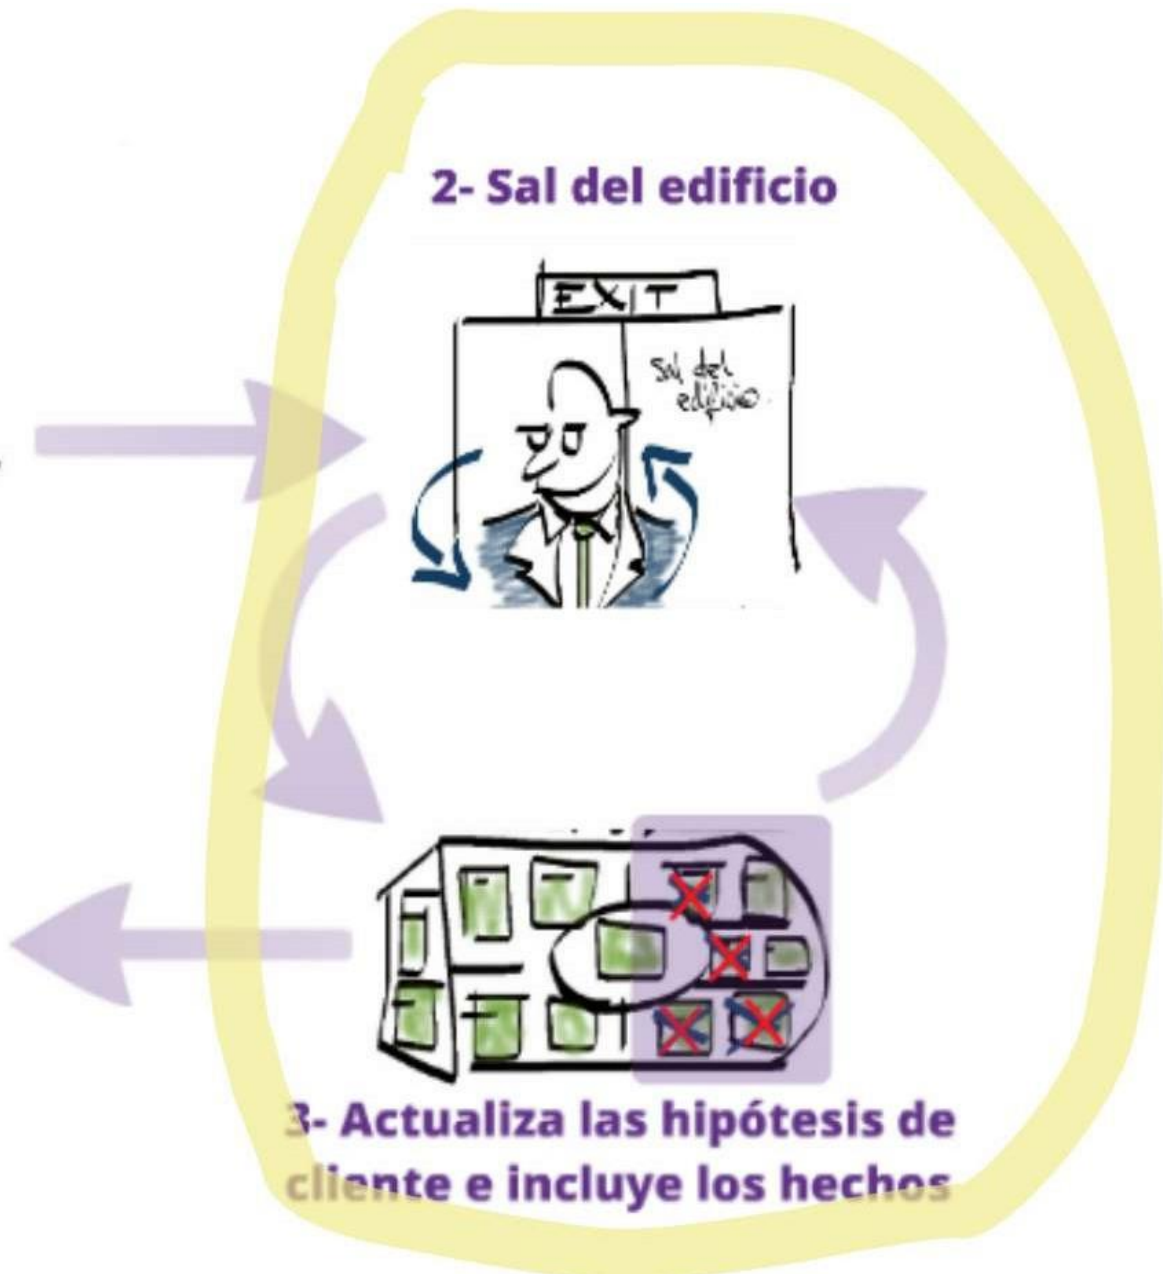 2- Sal del edificio
EXIT
Sal del
edificio.
3- Actualiza las hipótesis de
cliente e incluye los hechos